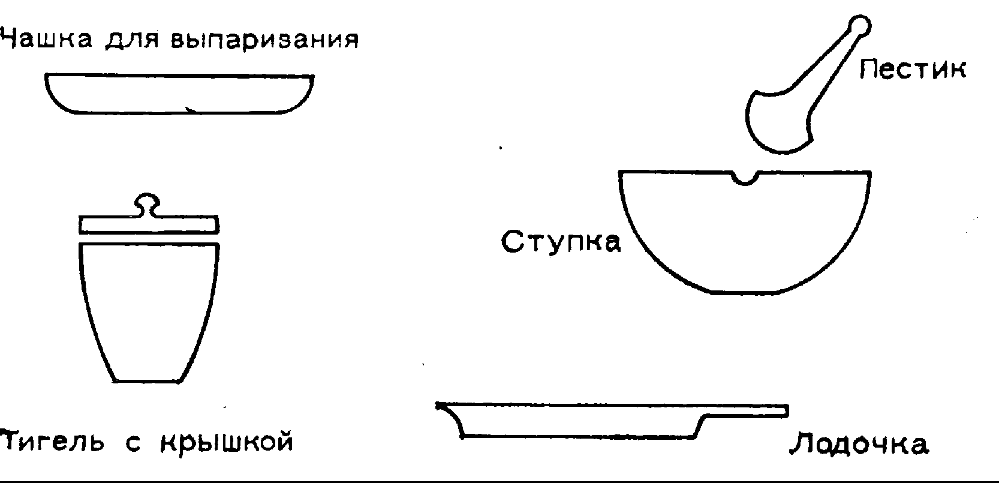 Чашка для выпаривания
Пестик
Ступка
Тигель с крышкой
Лодочка